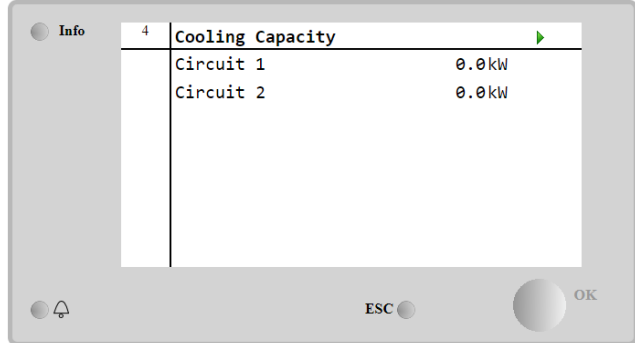 Info
4 Cooling Capacity
Circuit 1 0.0kW
Circuit 2 0.0kW
ESC
OK